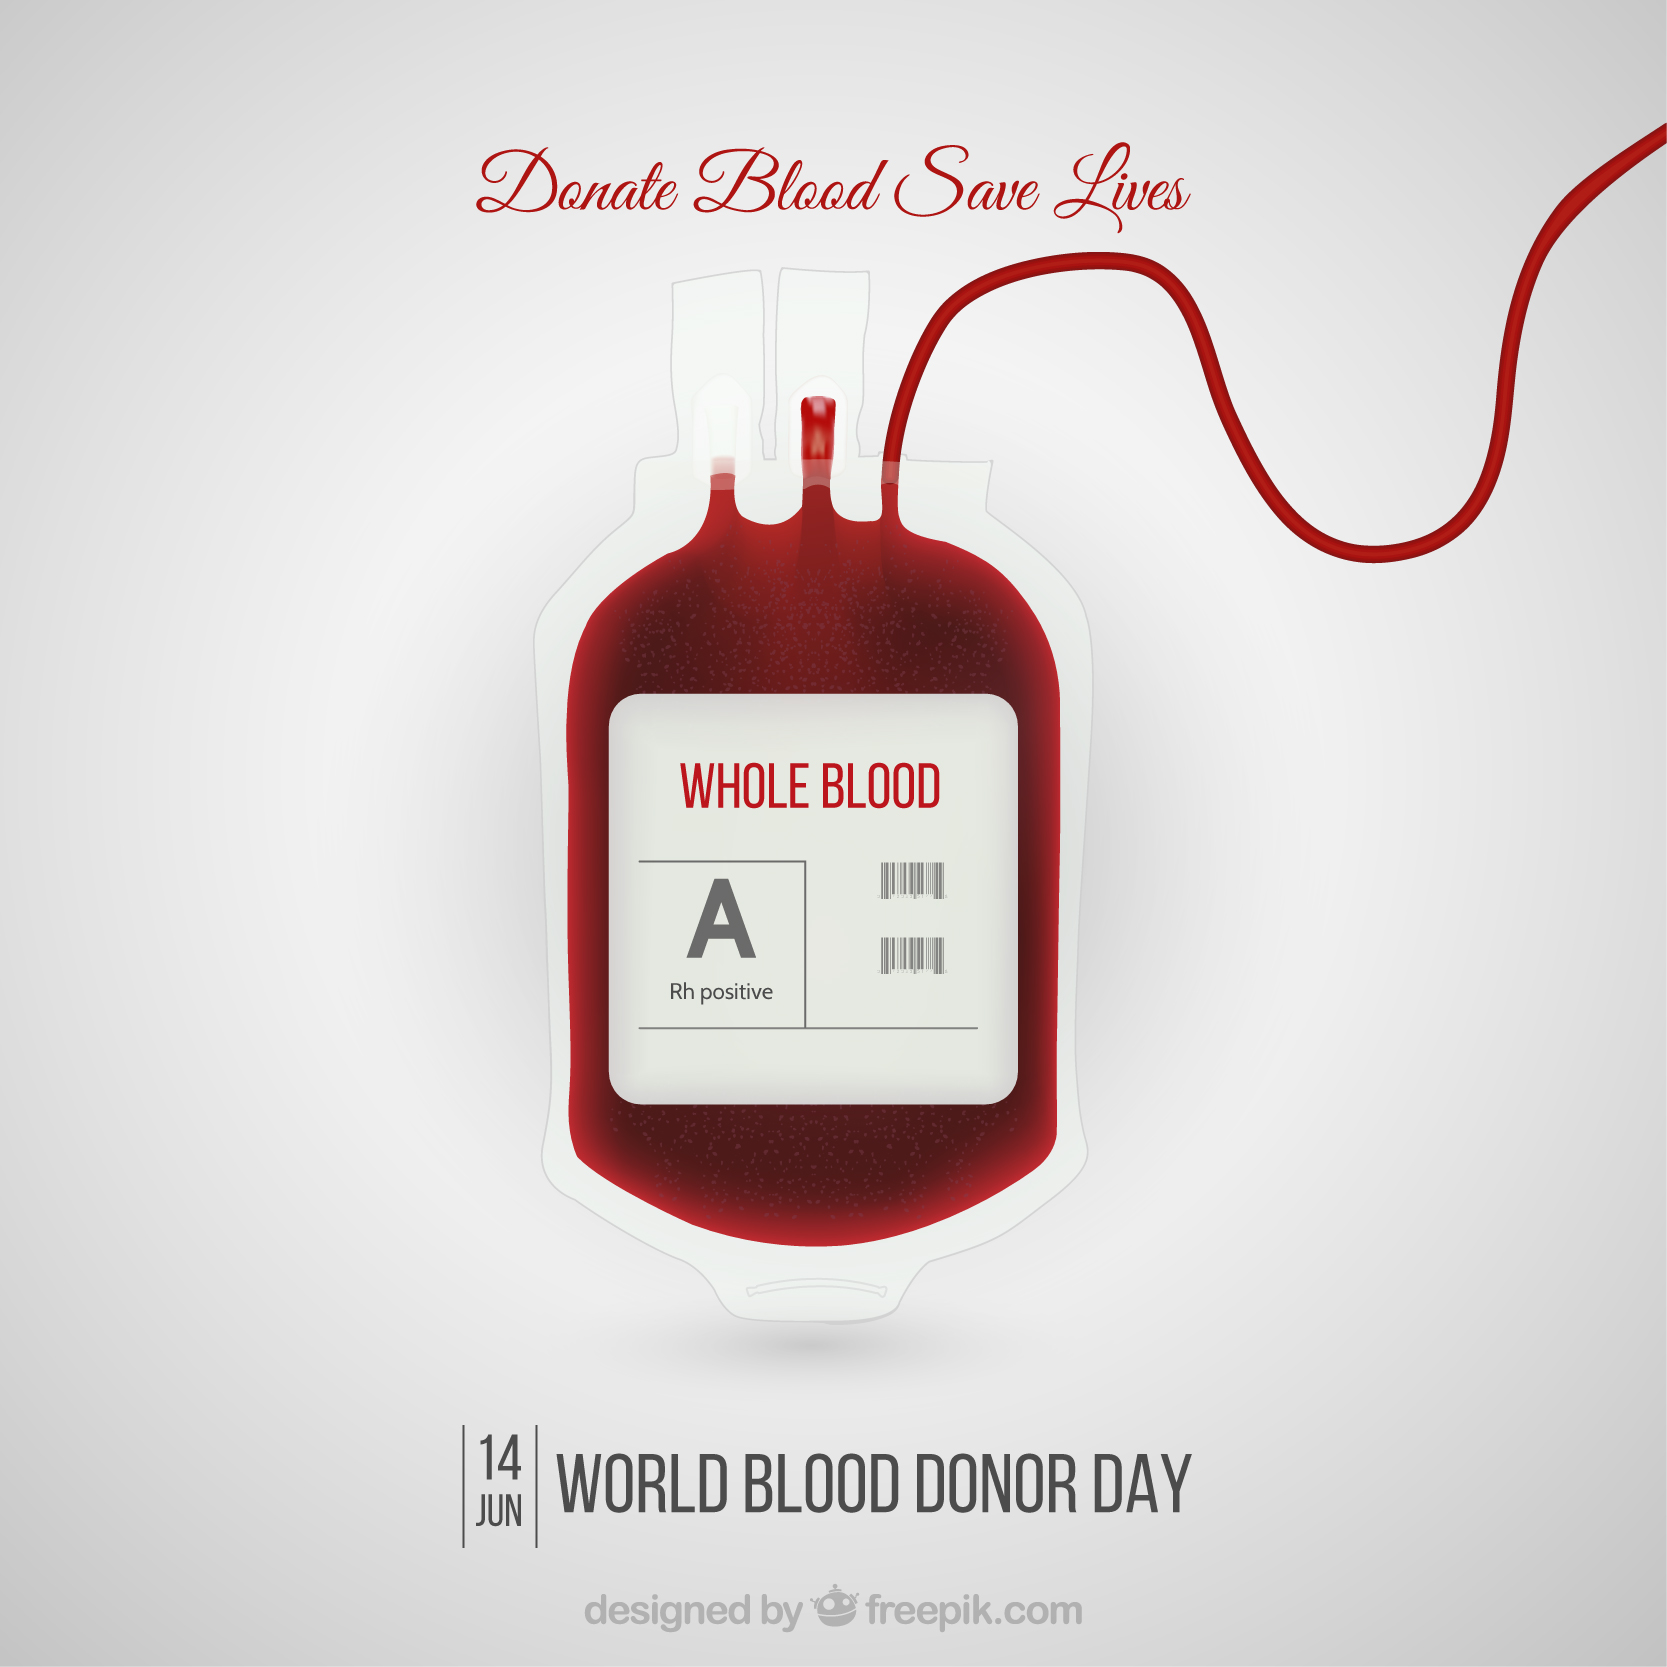 Donate Blood Save Lives
WHOLE BLOOD
A
Rh positive
14
JUN
WORLD BLOOD DONOR DAY
designed by freepik.com